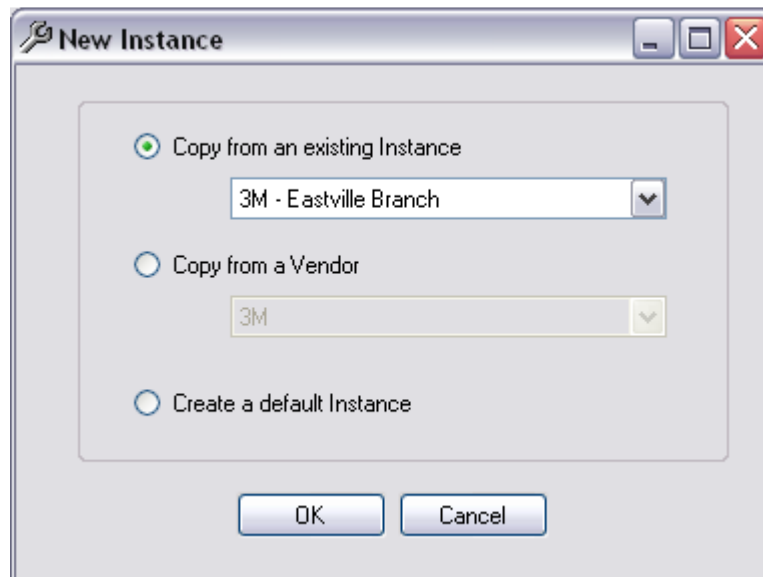 New Instance
Copy from an existing Instance
3M - Eastville Branch
Copy from a Vendor
3M
Create a default Instance
OK Cancel